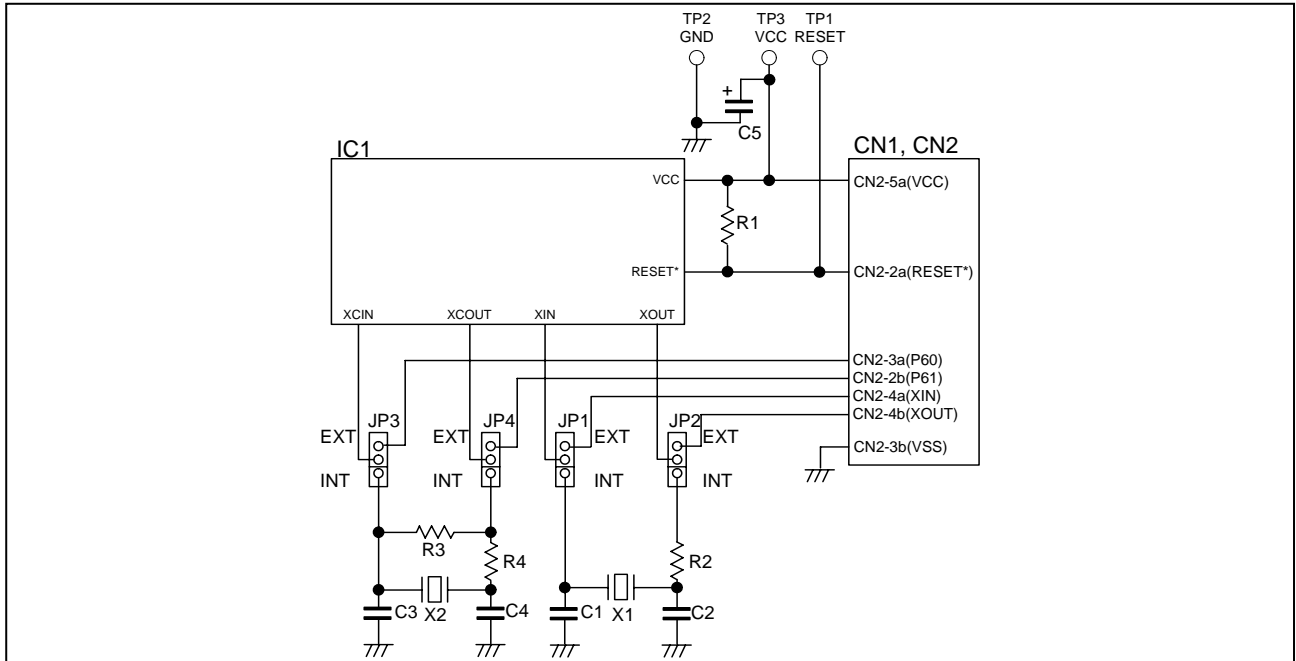 TP2 TP3 TP1
GND VCC RESET
+
C5
IC1
CN1, CN2
VCC
CN2-5a(VCC)
R1
RESET*
CN2-2a(RESET*)
XCIN XCOUT XIN XOUT
CN2-3a(P60)
CN2-2b(P61)
CN2-4a(XIN)
CN2-4b(XOUT)
CN2-3b(VSS)
JP3 JP4 JP1 JP2
EXT EXT EXT EXT
INT INT INT INT
R3 R4 R2
C3 X2 C4 C1 X1 C2